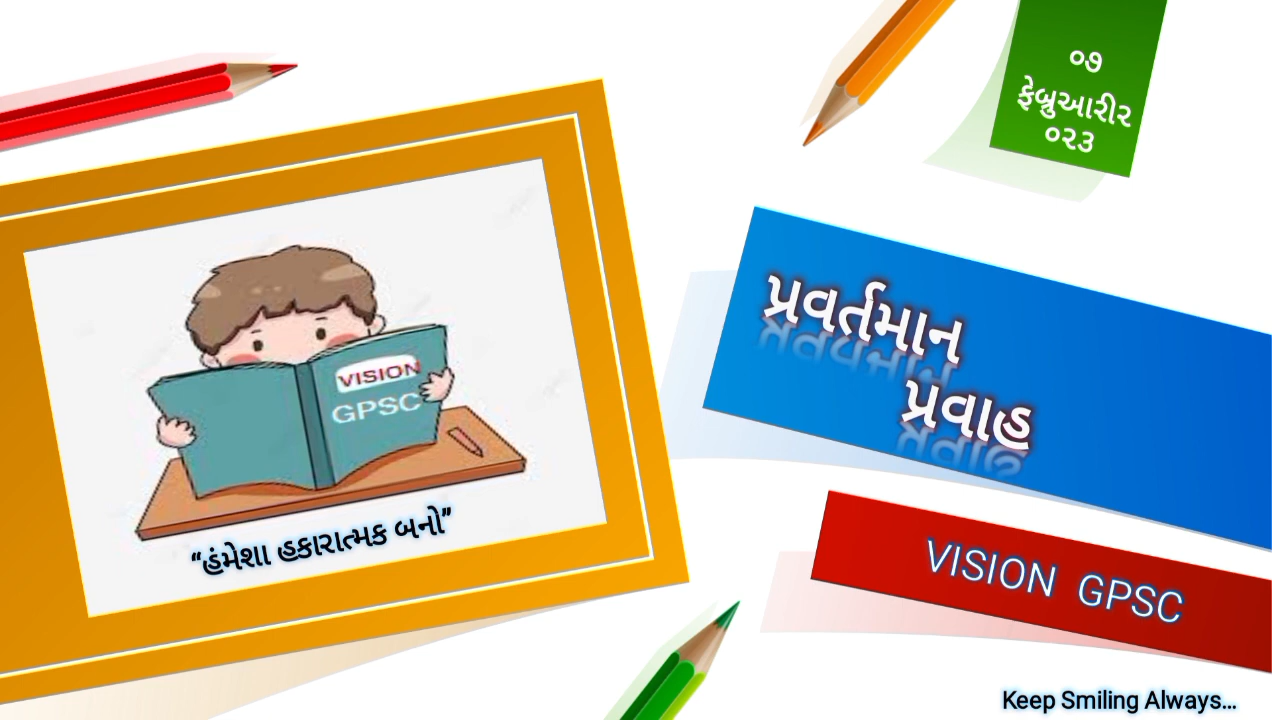 ૦૭
ફેબ્રુઆરીર
૦૨૩
પ્રવર્તમાન
પ્રવાહ
VISION
GPSC
“હંમેશા હકારાત્મક બનો”
VISION GPSC
Keep Smiling Always...